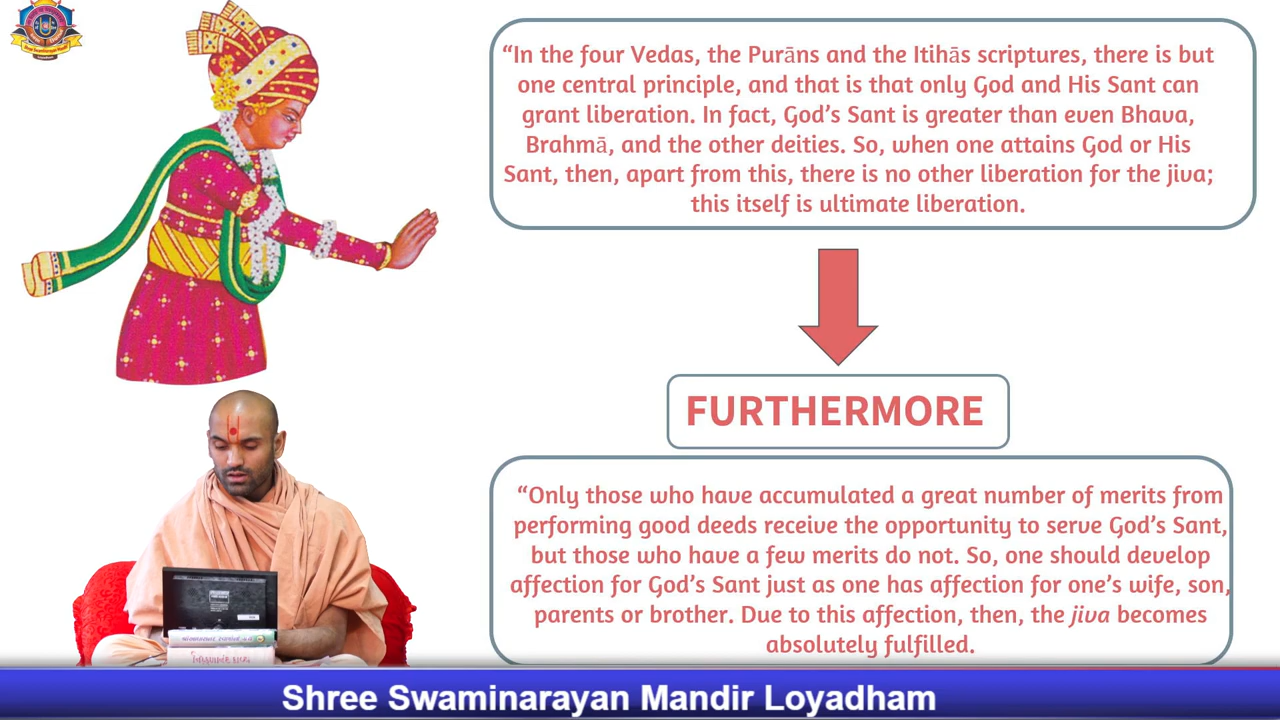 “In the four Vedas, the Purāns and the Itihās scriptures, there is but
one central principle, and that is that only God and His Sant can
grant liberation. In fact, God’s Sant is greater than even Bhava,
Brahmā, and the other deities. So, when one attains God or His
Sant, then, apart from this, there is no other liberation for the jiva;
this itself is ultimate liberation.
FURTHERMORE
“Only those who have accumulated a great number of merits from
performing good deeds receive the opportunity to serve God’s Sant,
but those who have a few merits do not. So, one should develop
affection for God’s Sant just as one has affection for one’s wife, son,
parents or brother. Due to this affection, then, the jiva becomes
absolutely fulfilled.
Shree Swaminarayan Mandir Loyadham